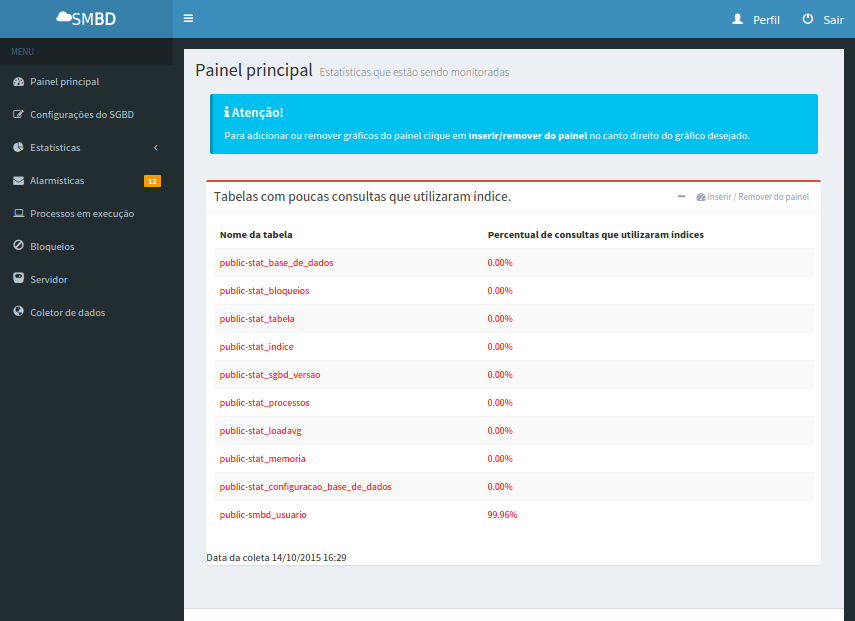 SMBD
Perfil
Sair
MENU
Painel principal
Configurações do SGBD
Estatísticas
Alarmísticas 12
Processos em execução
Bloqueios
Servidor
Coletor de dados
Painel principal Estatísticas que estão sendo monitoradas
Atenção!
Para adicionar ou remover gráficos do painel clique em Inserir/remover do painel no canto direito do gráfico desejado.
Tabelas com poucas consultas que utilizaram índice.
Inserir / Remover do painel
Nome da tabela Percentual de consultas que utilizaram índices
public-stat_base_de_dados 0.00%
public-stat_bloqueios 0.00%
public-stat_tabela 0.00%
public-stat_indice 0.00%
public-stat_sgbd_versao 0.00%
public-stat_processos 0.00%
public-stat_loadavg 0.00%
public-stat_memoria 0.00%
public-stat_configuracao_base_de_dados 0.00%
public-smbd_usuario 99.96%
Data da coleta 14/10/2015 16:29